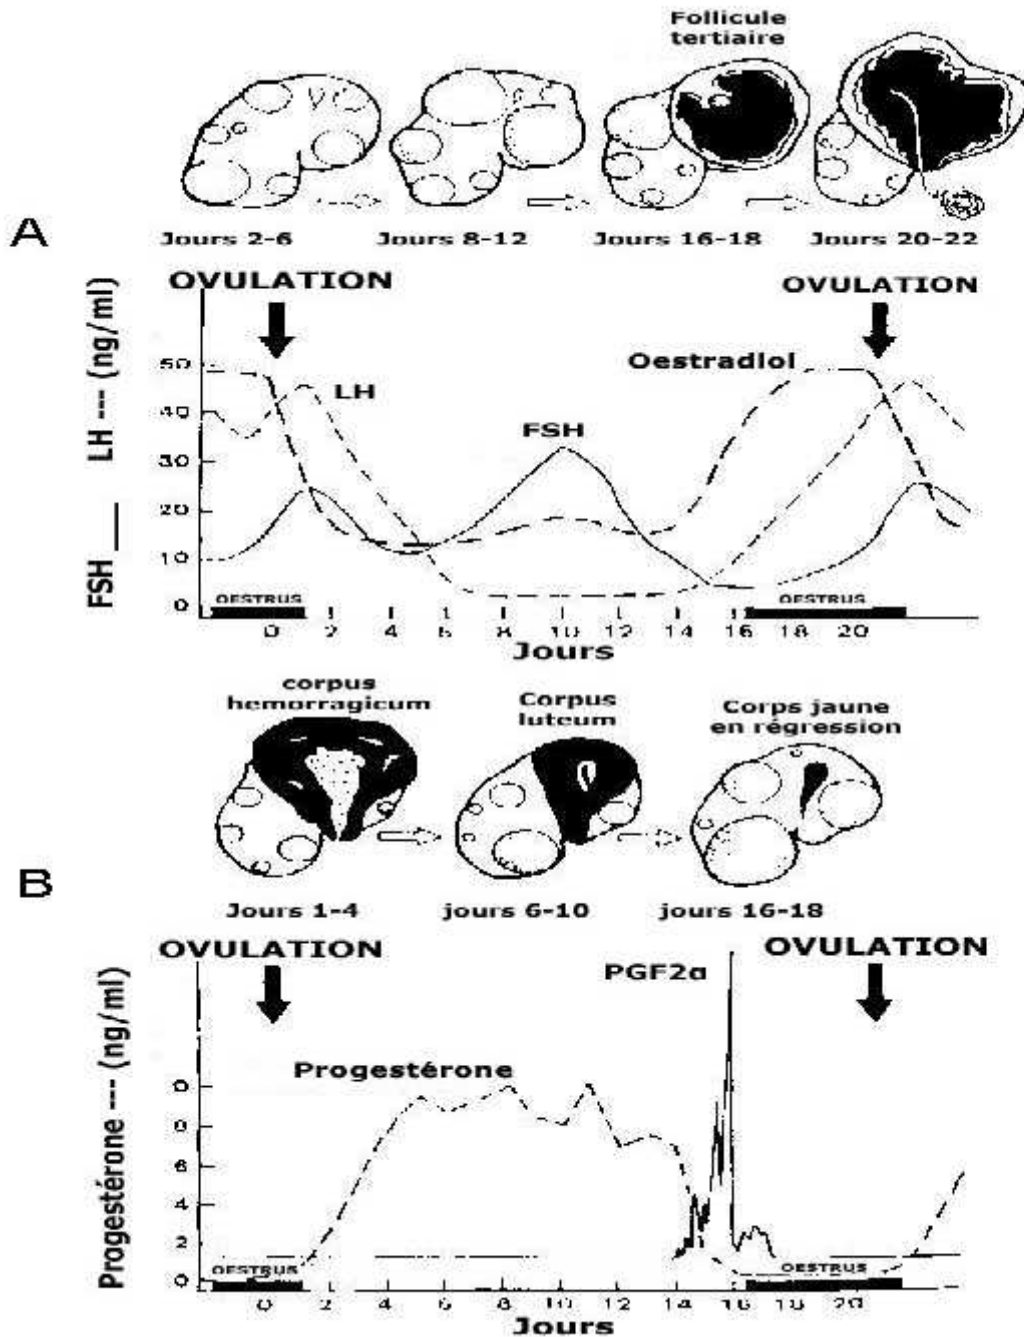 Follicule
tertiaire
A
Jours 2-6 Jours 8-12 Jours 16-18 Jours 20-22
OVULATION OVULATION
FSH ___ LH --- (ng/ml)
50
40
30
20
10
0
LH
FSH
Oestradiol
OESTRUS OESTRUS
0 2 4 6 8 10 12 14 16 18 20
Jours
corpus
hemorragicum
Corpus
luteum
Corps jaune
en régression
B
Jours 1-4 jours 6-10 jours 16-18
OVULATION OVULATION
Progestérone --- (ng/ml)
PGF2α
Progestérone
6
4
2
0
OESTRUS OESTRUS
0 2 4 6 8 10 12 14 16 18 20
Jours